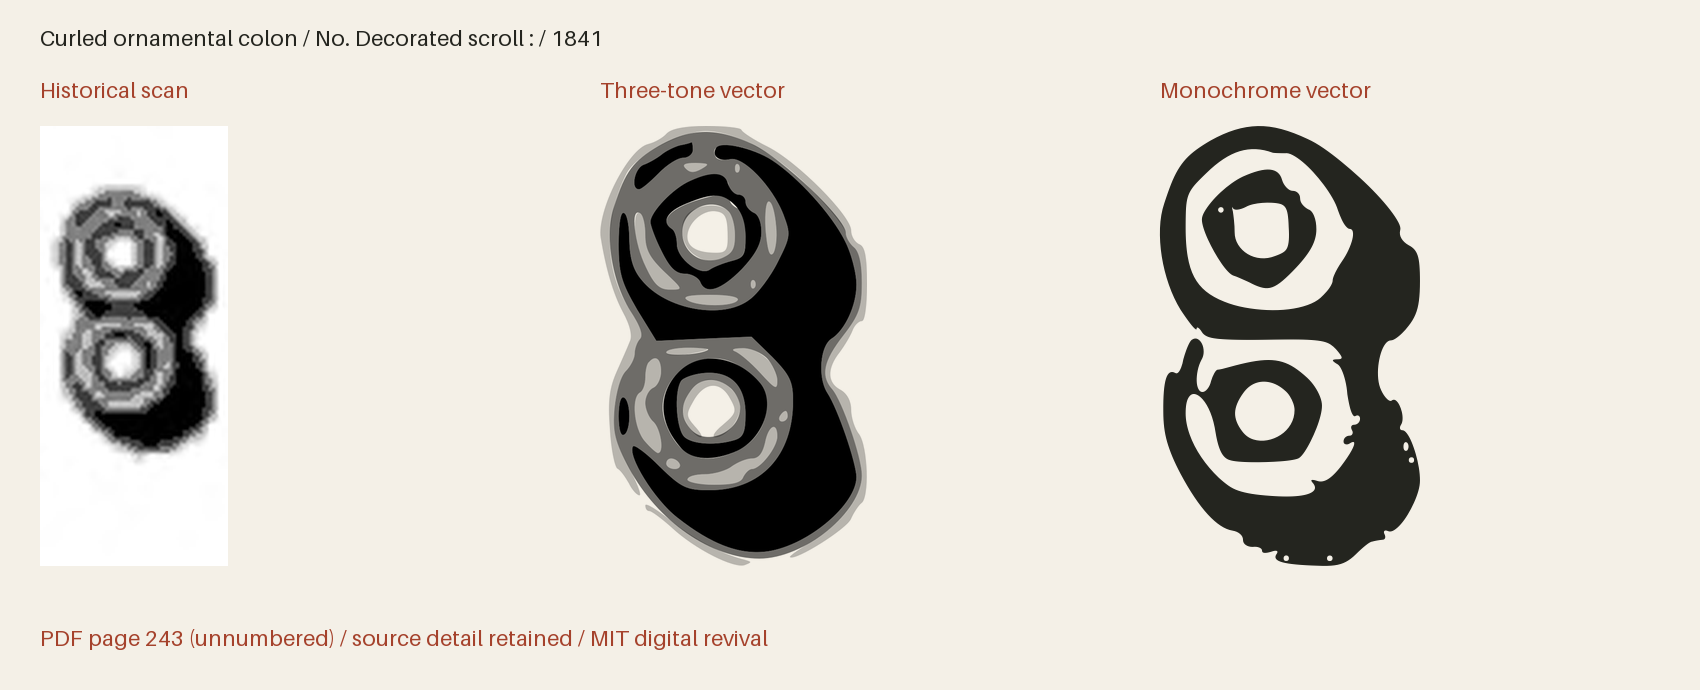 Curled ornamental colon / No. Decorated scroll : / 1841
Historical scan
Three-tone vector
Monochrome vector
PDF page 243 (unnumbered) / source detail retained / MIT digital revival